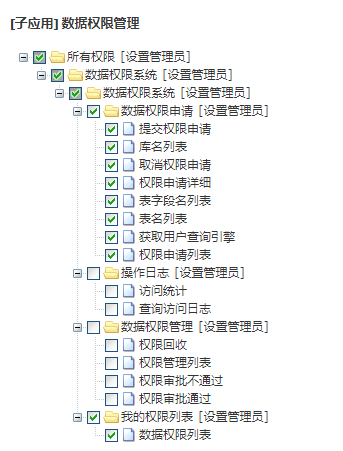 [子应用] 数据权限管理
所有权限 [设置管理员]
数据权限系统 [设置管理员]
数据权限系统 [设置管理员]
数据权限申请 [设置管理员]
提交权限申请
库名列表
取消权限申请
权限申请详细
表字段名列表
表名列表
获取用户查询引擎
权限申请列表
操作日志 [设置管理员]
访问统计
查询访问日志
数据权限管理 [设置管理员]
权限回收
权限管理列表
权限审批不通过
权限审批通过
我的权限列表 [设置管理员]
数据权限列表